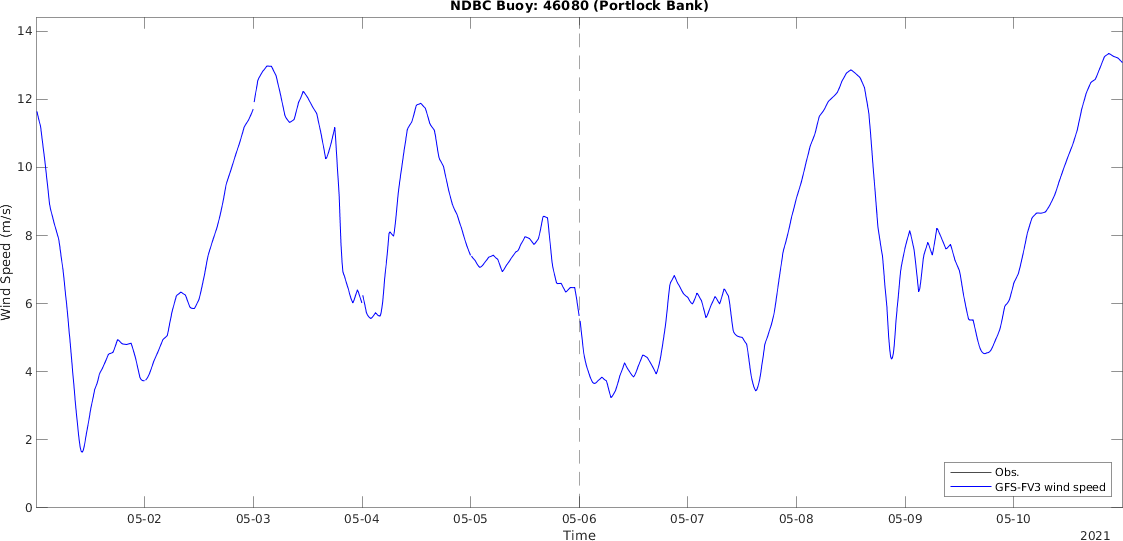 NDBC Buoy: 46080 (Portlock Bank)
14
12
10
8
6
4
2
0
Wind Speed (m/s)
Obs.
GFS-FV3 wind speed
05-02 05-03 05-04 05-05 05-06 05-07 05-08 05-09 05-10
Time
2021